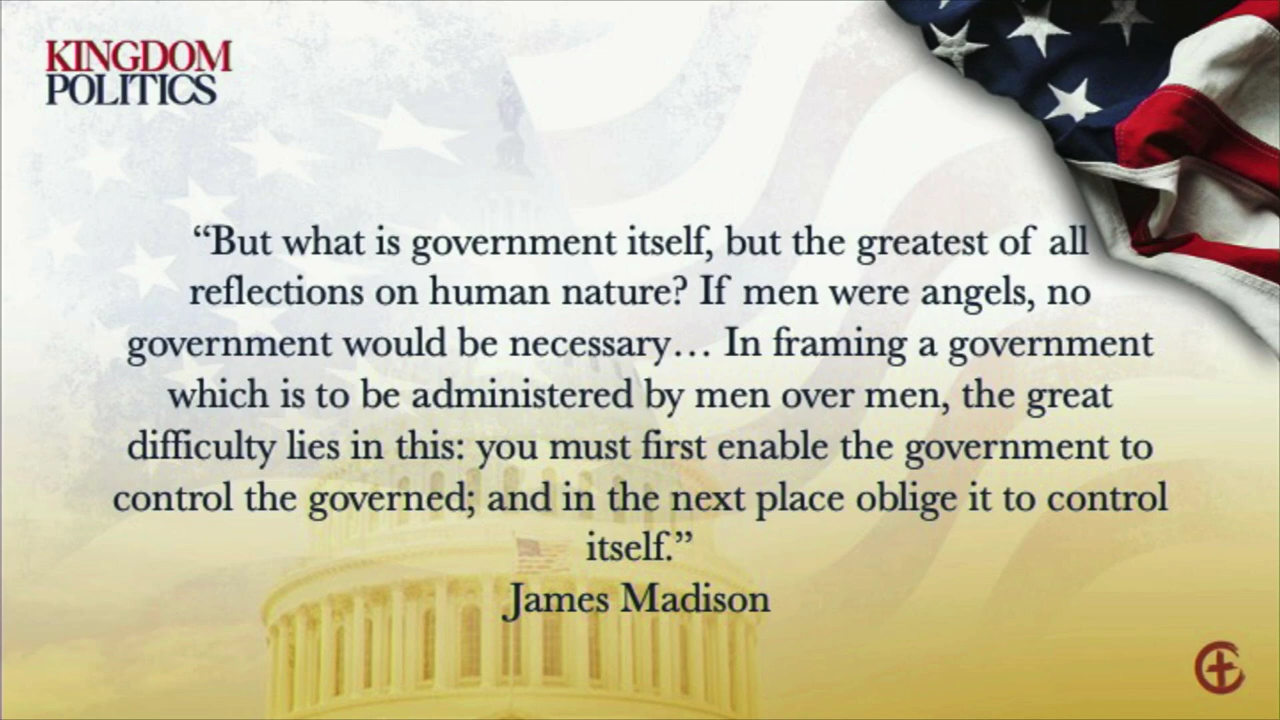 KINGDOM
POLITICS
“But what is government itself, but the greatest of all
reflections on human nature? If men were angels, no
government would be necessary… In framing a government
which is to be administered by men over men, the great
difficulty lies in this: you must first enable the government to
control the governed; and in the next place oblige it to control
itself.”
James Madison